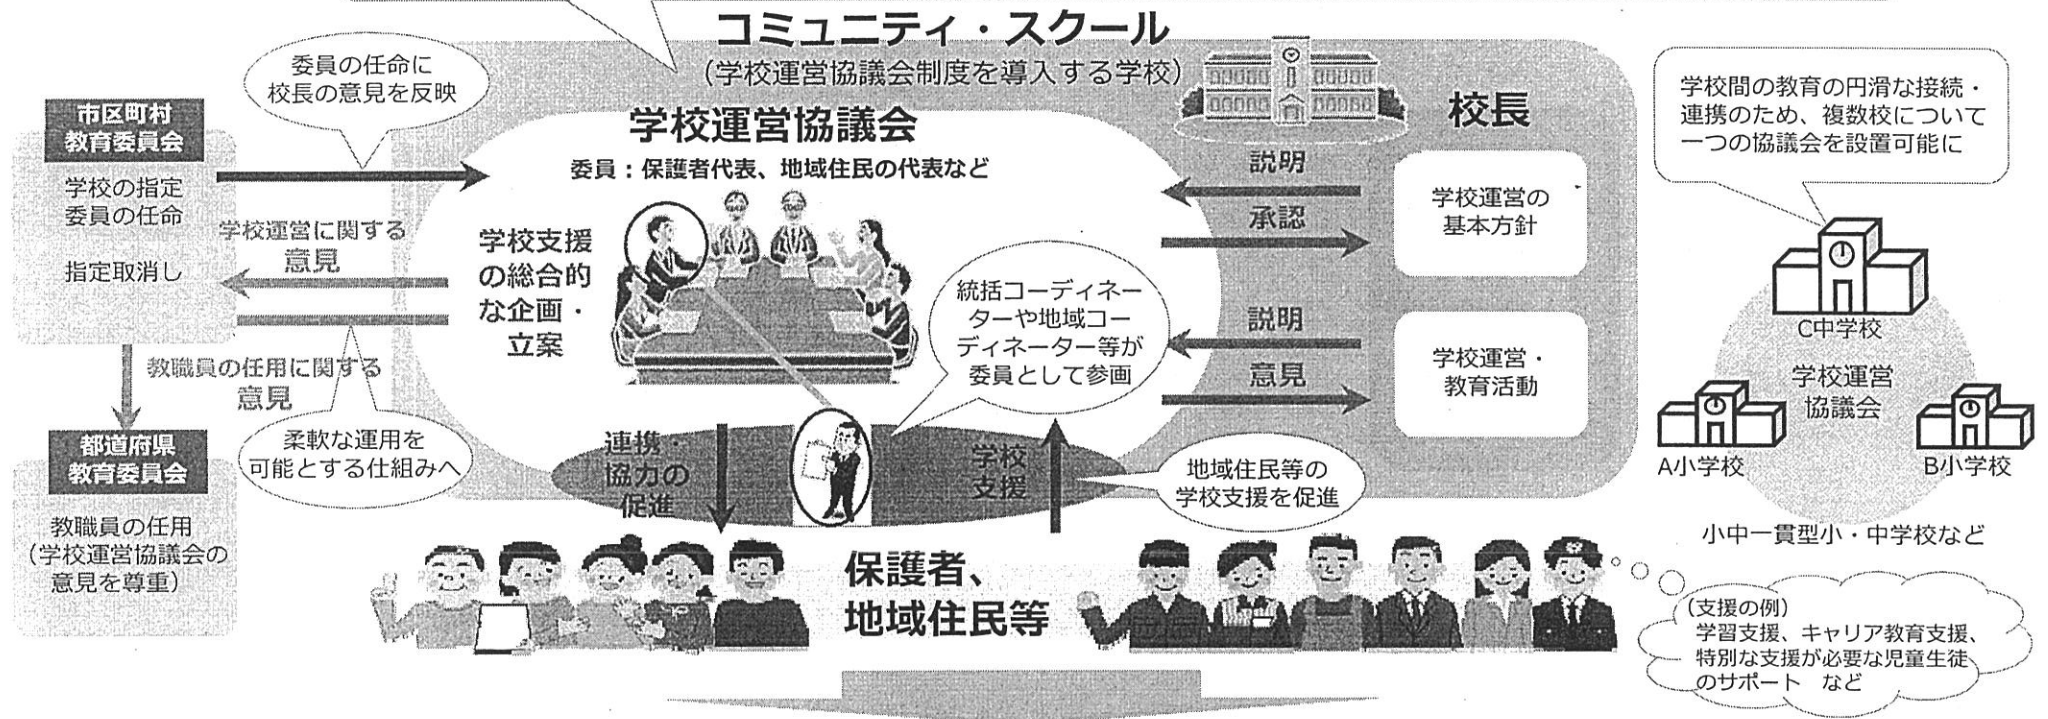 コミュニティ・スクール
（学校運営協議会制度を導入する学校）
委員の任命に
校長の意見を反映
市区町村
教育委員会
学校の指定
委員の任命
指定取消し
学校運営に関する
意見
教職員の任用に関する
意見
柔軟な運用を
可能とする仕組みへ
都道府県
教育委員会
教職員の任用
（学校運営協議会の
意見を尊重）
学校運営協議会
委員：保護者代表、地域住民の代表など
学校支援
の総合的
な企画・
立案
統括コーディネー
ターや地域コー
ディネーター等が
委員として参画
連携・
協力の
促進
学校
支援
地域住民等の
学校支援を促進
保護者、
地域住民等
校長
説明
承認
学校運営の
基本方針
説明
意見
学校運営・
教育活動
学校間の教育の円滑な接続・
連携のため、複数校について
一つの協議会を設置可能に
C中学校
学校運営
協議会
A小学校
B小学校
小中一貫型小・中学校など
（支援の例）
学習支援、キャリア教育支援、
特別な支援が必要な児童生徒
のサポート　など